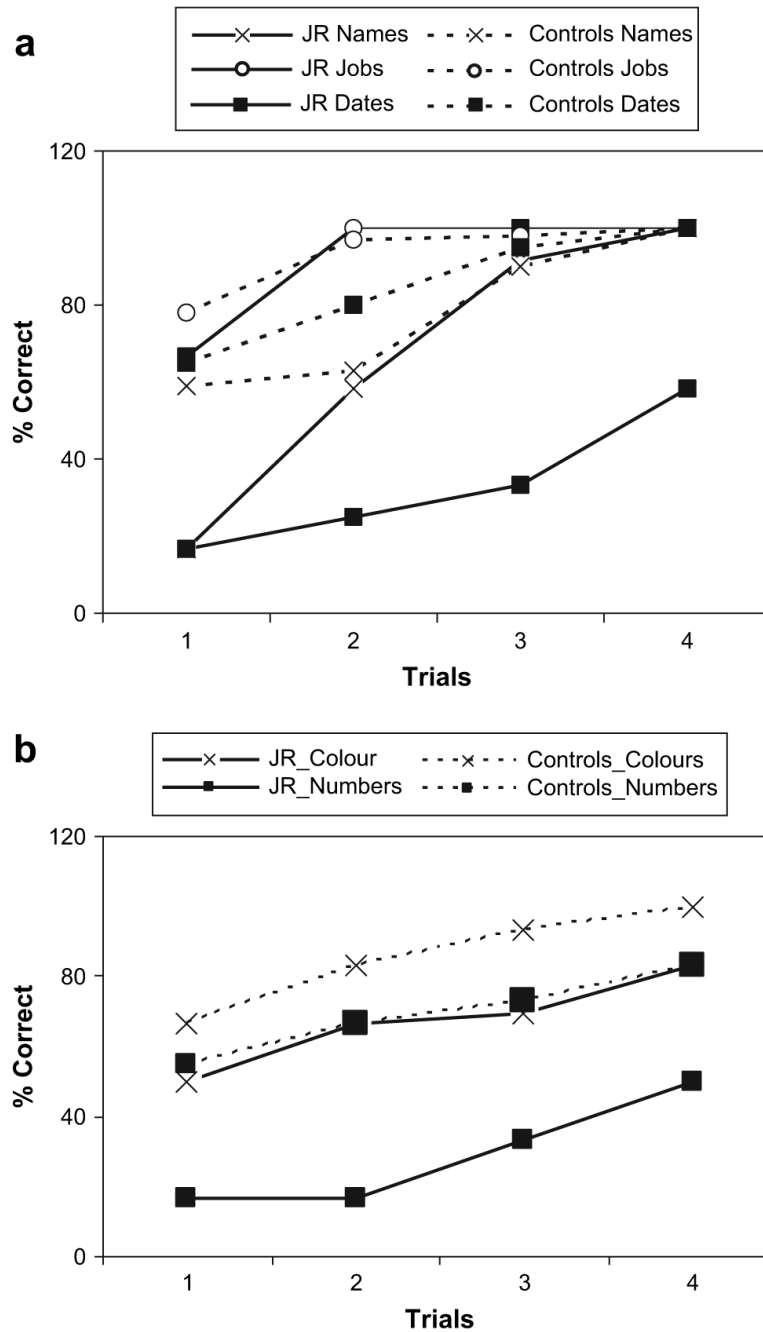 a
JR Names Controls Names
JR Jobs Controls Jobs
JR Dates Controls Dates
120
80
40
0
% Correct
1 2 3 4
Trials
b
JR_Colour Controls_Colours
JR_Numbers Controls_Numbers
120
80
40
0
% Correct
1 2 3 4
Trials